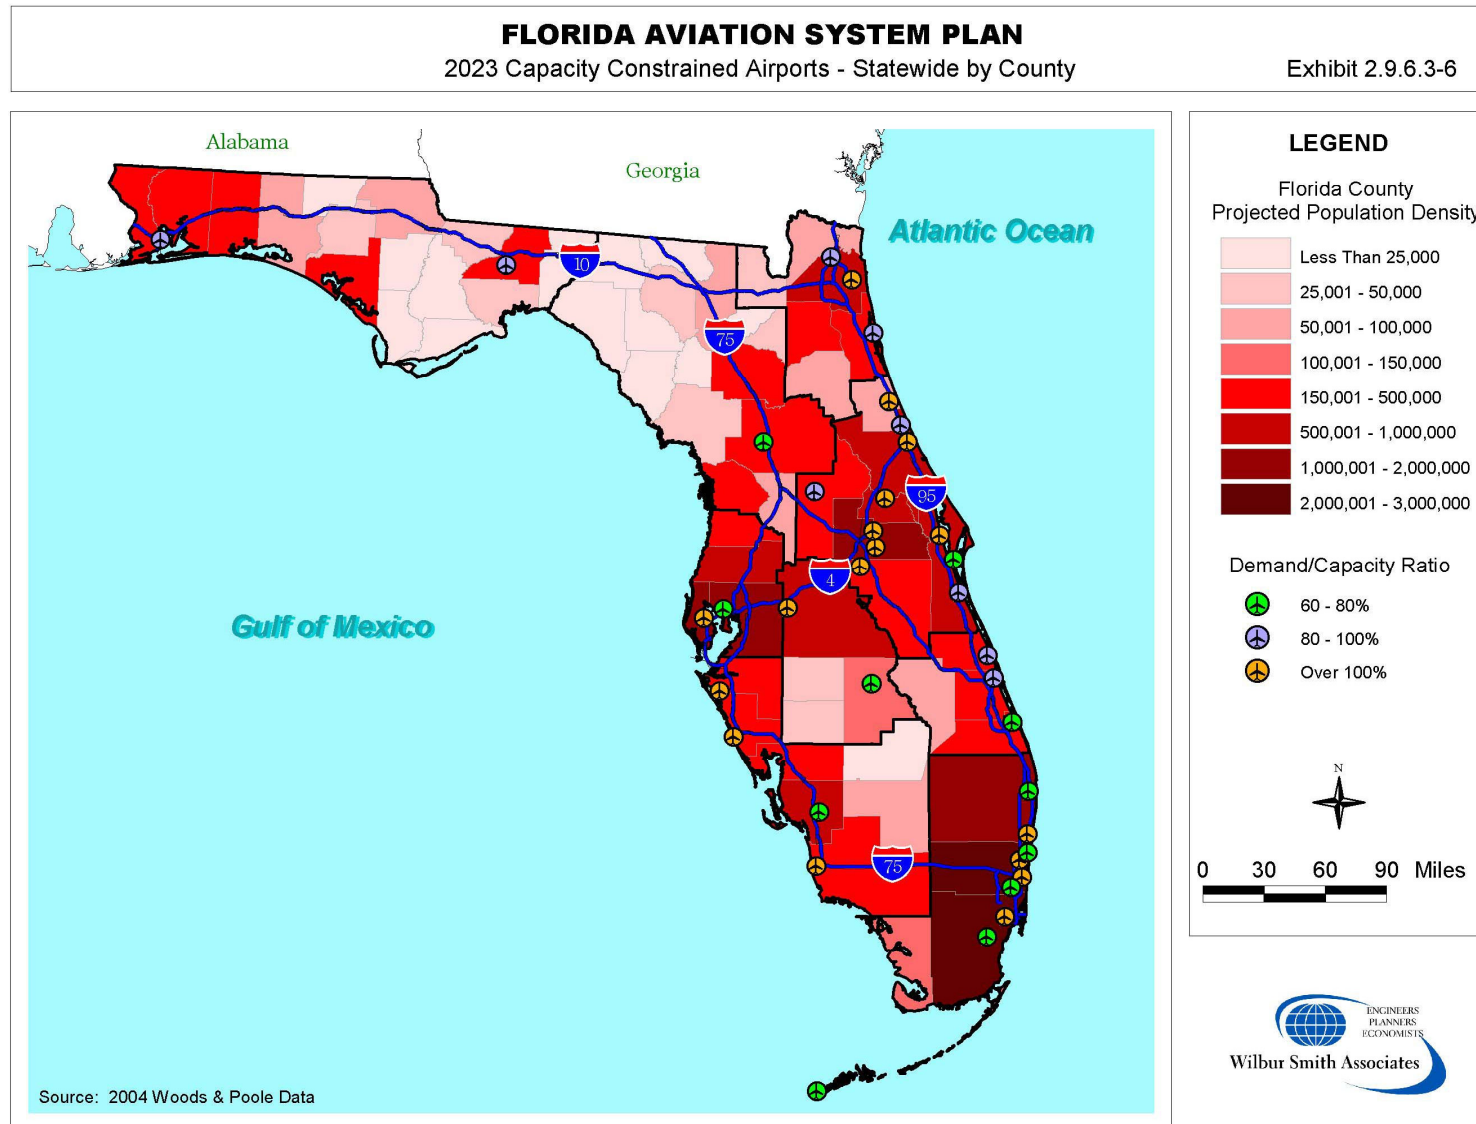 FLORIDA AVIATION SYSTEM PLAN
2023 Capacity Constrained Airports - Statewide by County
Exhibit 2.9.6.3-6
Alabama
Georgia
Atlantic Ocean
Gulf of Mexico
10
75
95
4
75
Source: 2004 Woods & Poole Data
LEGEND
Florida County
Projected Population Density
Less Than 25,000
25,001 - 50,000
50,001 - 100,000
100,001 - 150,000
150,001 - 500,000
500,001 - 1,000,000
1,000,001 - 2,000,000
2,000,001 - 3,000,000
Demand/Capacity Ratio
60 - 80%
80 - 100%
Over 100%
N
0 30 60 90 Miles
ENGINEERS
PLANNERS
ECONOMISTS
Wilbur Smith Associates